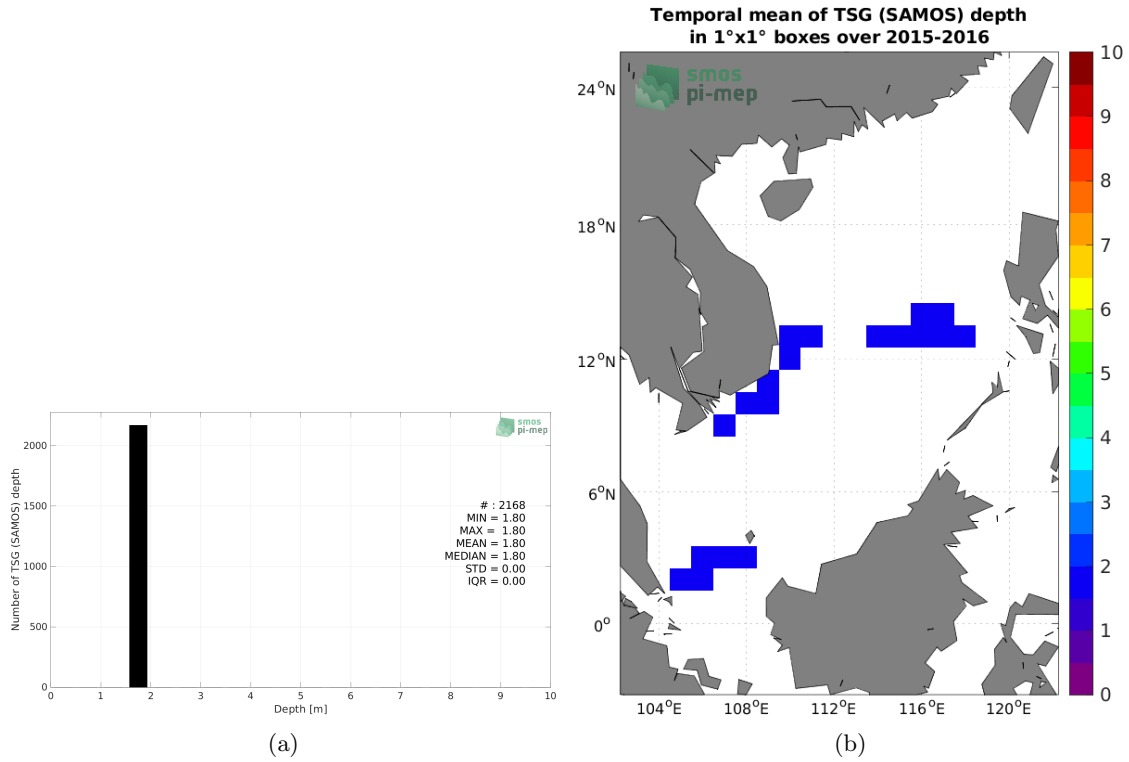 smos
pi-mep
Number of TSG (SAMOS) depth
2000
1500
1000
500
0
# : 2168
MIN = 1.80
MAX = 1.80
MEAN = 1.80
MEDIAN = 1.80
STD = 0.00
IQR = 0.00
0 1 2 3 4 5 6 7 8 9 10
Depth [m]
(a)
Temporal mean of TSG (SAMOS) depth
in 1°x1° boxes over 2015-2016
smos
pi-mep
24°N
18°N
12°N
6°N
0°
104°E 108°E 112°E 116°E 120°E
10
9
8
7
6
5
4
3
2
1
0
(b)